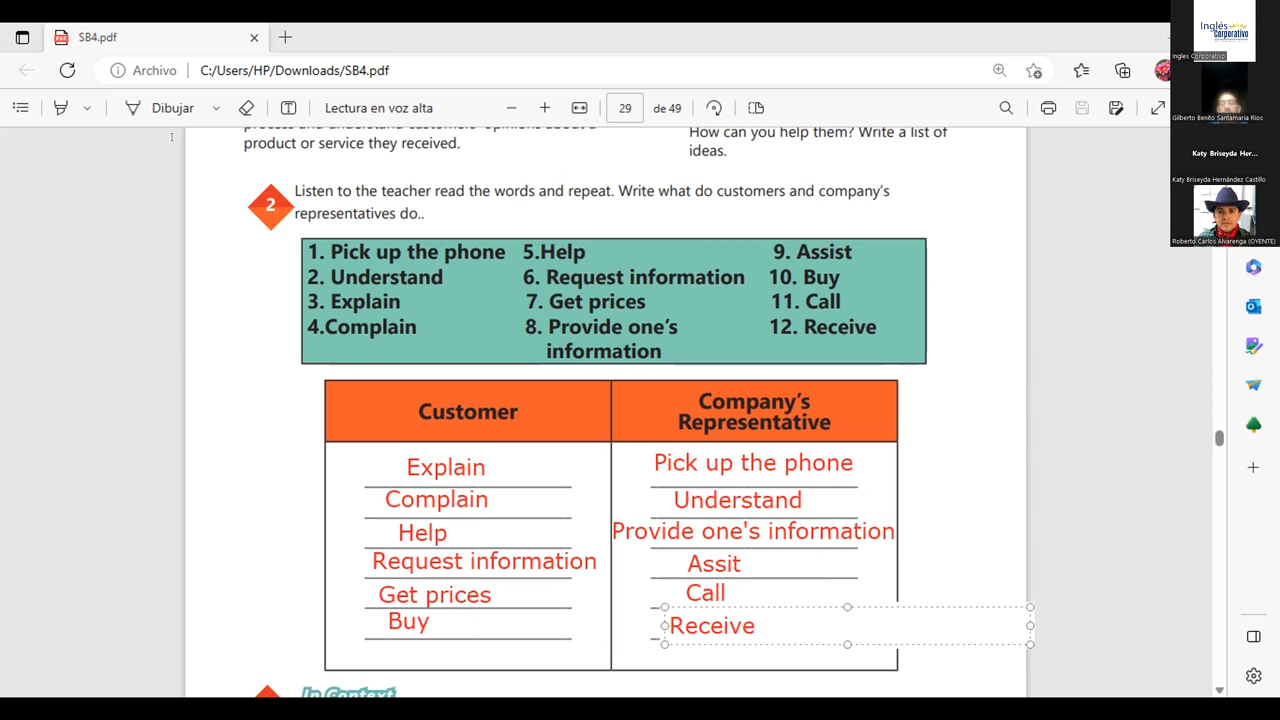 SB4.pdf
Archivo
C:/Users/HP/Downloads/SB4.pdf
Dibujar
Lectura en voz alta
29
de 49
product or service they received.
How can you help them? Write a list of
ideas.
2
Listen to the teacher read the words and repeat. Write what do customers and company's
representatives do..
1. Pick up the phone 5.Help 9. Assist
2. Understand 6. Request information 10. Buy
3. Explain 7. Get prices 11. Call
4.Complain 8. Provide one's 12. Receive
information
Customer
Company's
Representative
Explain
Pick up the phone
Complain
Understand
Help
Provide one's information
Request information
Assit
Get prices
Call
Buy
Receive
In Context
Inglés
Corporativo
Ingles Corporativo
Gilberto Benito Santamaria Rios
Katy Briseyda Her...
Katy Briseyda Hernández Castillo
Roberto Carlos Alvarenga (OYENTE)